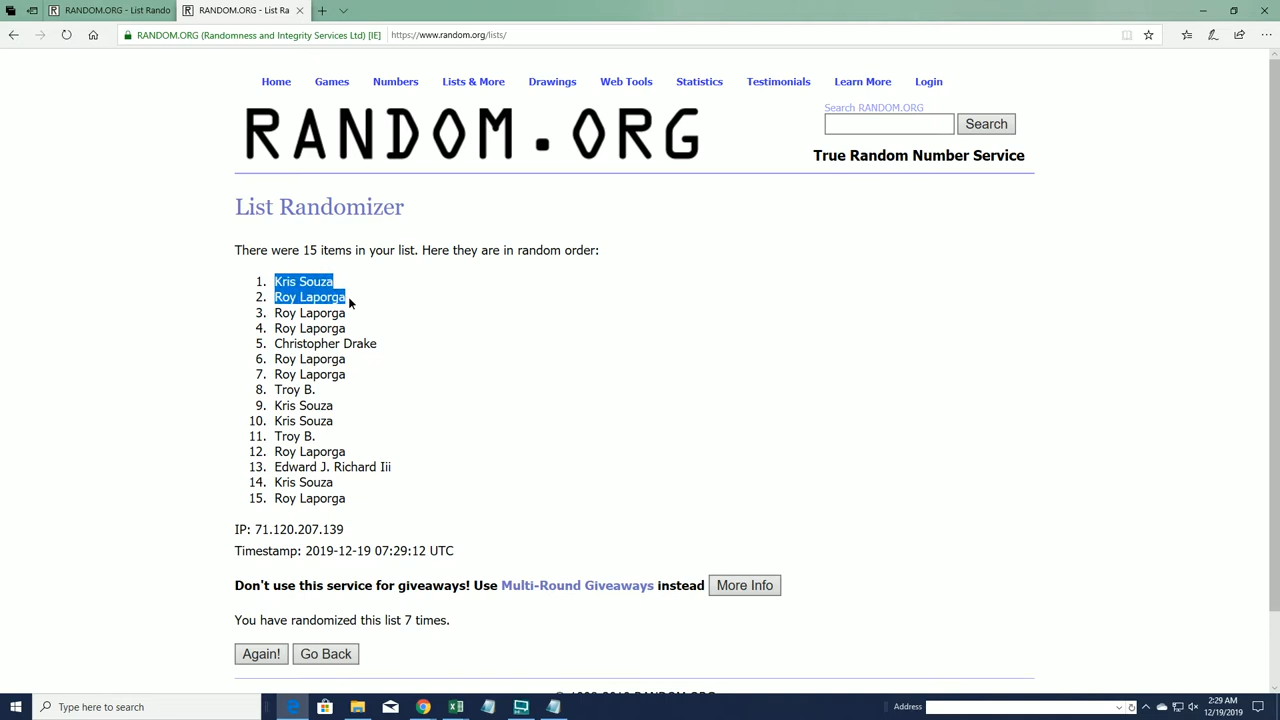 RANDOM.ORG - List Rando
RANDOM.ORG - List Ra
RANDOM.ORG (Randomness and Integrity Services Ltd) [IE]
https://www.random.org/lists/
Home Games Numbers Lists & More Drawings Web Tools Statistics Testimonials Learn More Login
RANDOM.ORG
Search RANDOM.ORG
Search
True Random Number Service
List Randomizer
There were 15 items in your list. Here they are in random order:
1. Kris Souza
2. Roy Laporga
3. Roy Laporga
4. Roy Laporga
5. Christopher Drake
6. Roy Laporga
7. Roy Laporga
8. Troy B.
9. Kris Souza
10. Kris Souza
11. Troy B.
12. Roy Laporga
13. Edward J. Richard Iii
14. Kris Souza
15. Roy Laporga
IP: 71.120.207.139
Timestamp: 2019-12-19 07:29:12 UTC
Don't use this service for giveaways! Use Multi-Round Giveaways instead More Info
You have randomized this list 7 times.
Again! Go Back
Type here to search
Address
2:29 AM
12/19/2019